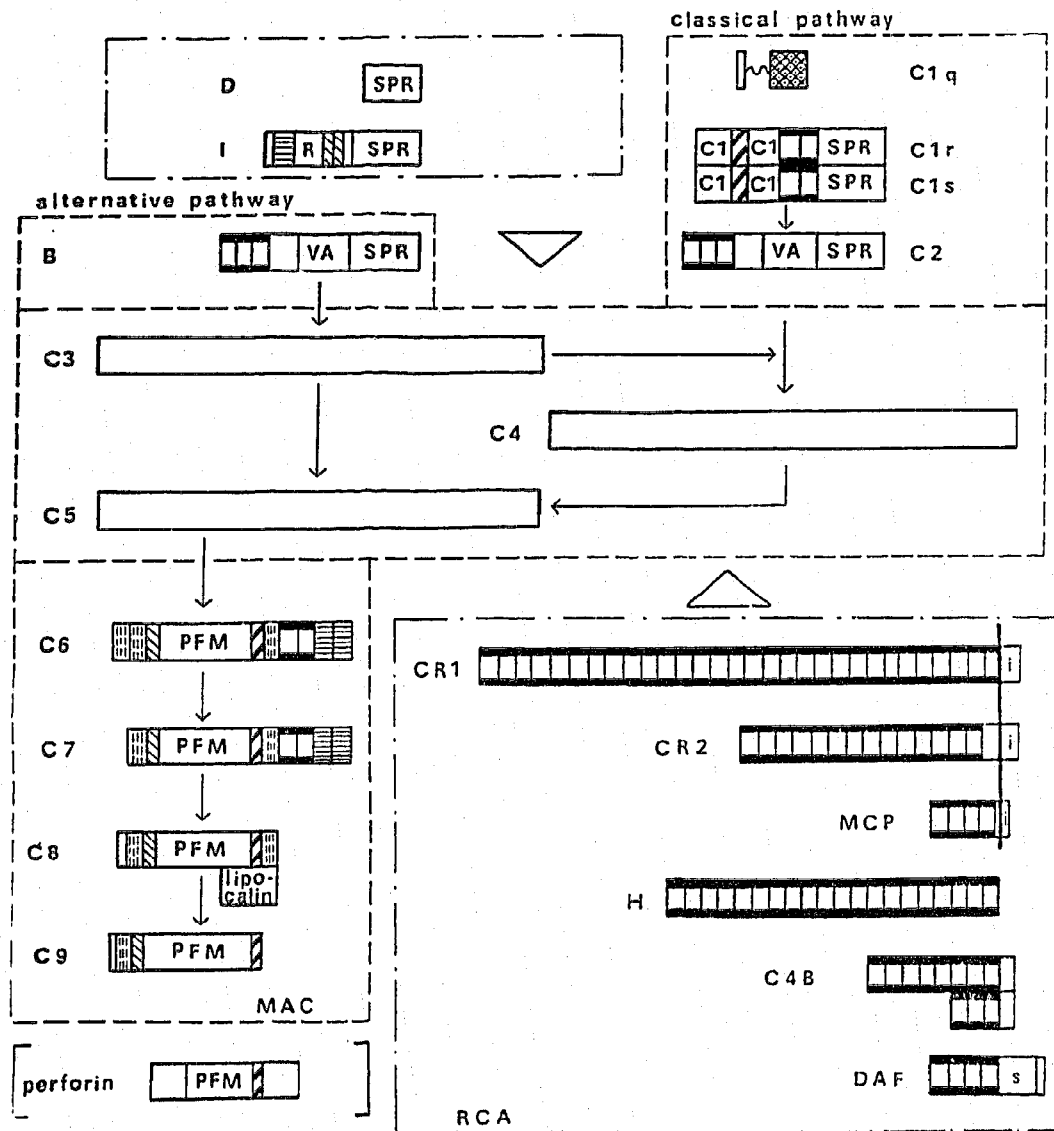 classical pathway
D SPR
C1q
I R SPR
C1 C1 SPR C1r
C1 C1 SPR C1s
alternative pathway
B VA SPR
VA SPR C2
C3
C4
C5
C6 PFM
CR1 i
C7 PFM
CR2 i
C8 PFM
MCP i
lipo-
calin
H
C9 PFM
C4B
MAC
perforin PFM
DAF s
RCA